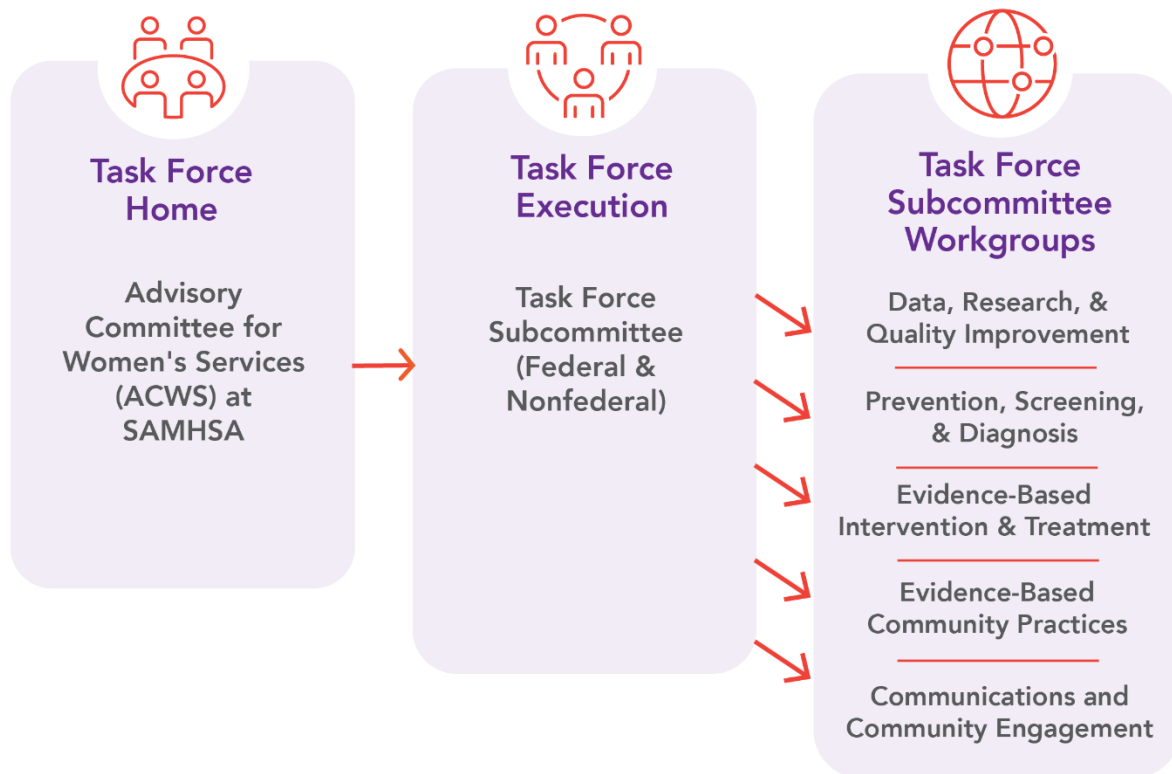 Task Force
Home
Advisory
Committee for
Women's Services
(ACWS) at
SAMHSA
Task Force
Execution
Task Force
Subcommittee
(Federal &
Nonfederal)
Task Force
Subcommittee
Workgroups
Data, Research, &
Quality Improvement
Prevention, Screening,
& Diagnosis
Evidence-Based
Intervention & Treatment
Evidence-Based
Community Practices
Communications and
Community Engagement